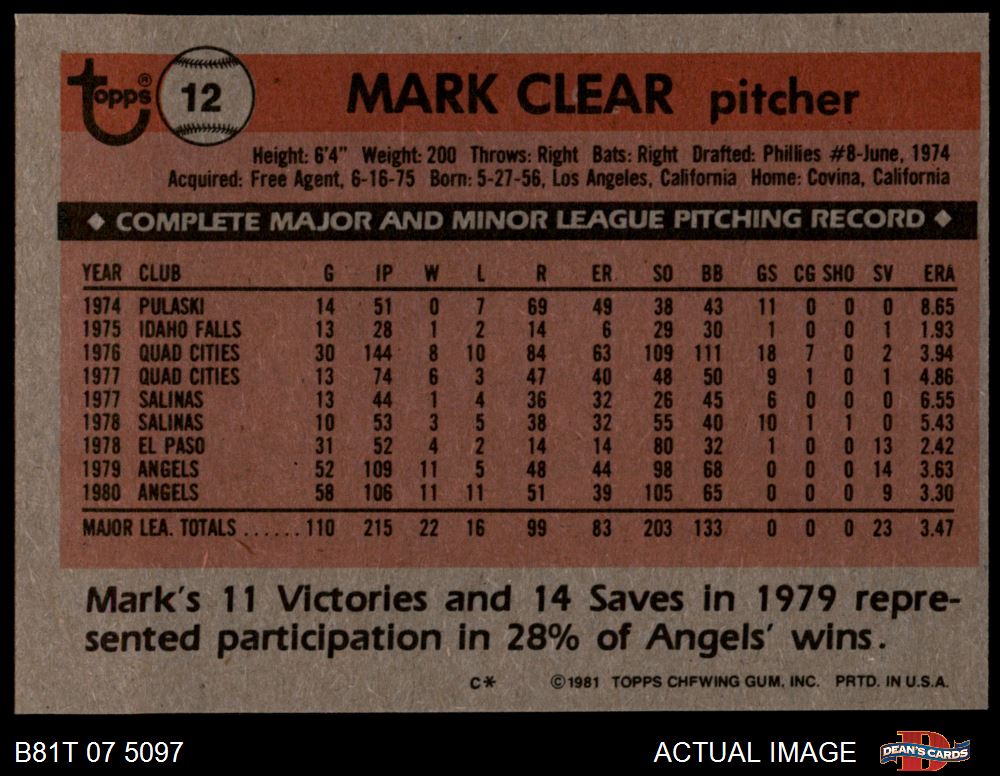 Topps® 12 MARK CLEAR pitcher
Height: 6'4" Weight: 200 Throws: Right Bats: Right Drafted: Phillies #8-June, 1974
Acquired: Free Agent, 6-16-75 Born: 5-27-56, Los Angeles, California Home: Covina, California
◆ COMPLETE MAJOR AND MINOR LEAGUE PITCHING RECORD ◆
YEAR CLUB G IP W L R ER SO BB GS CG SHO SV ERA
1974 PULASKI 14 51 0 7 69 49 38 43 11 0 0 0 8.65
1975 IDAHO FALLS 13 28 1 2 14 6 29 30 1 0 0 1 1.93
1976 QUAD CITIES 30 144 8 10 84 63 109 111 18 7 0 2 3.94
1977 QUAD CITIES 13 74 6 3 47 40 48 50 9 1 0 1 4.86
1977 SALINAS 13 44 1 4 36 32 26 45 6 0 0 0 6.55
1978 SALINAS 10 53 3 5 38 32 55 40 10 1 1 0 5.43
1978 EL PASO 31 52 4 2 14 14 80 32 1 0 0 13 2.42
1979 ANGELS 52 109 11 5 48 44 98 68 0 0 0 14 3.63
1980 ANGELS 58 106 11 11 51 39 105 65 0 0 0 9 3.30
MAJOR LEA. TOTALS ...... 110 215 22 16 99 83 203 133 0 0 0 23 3.47
Mark's 11 Victories and 14 Saves in 1979 repre-
sented participation in 28% of Angels' wins.
C* ©1981 TOPPS CHEWING GUM, INC. PRTD. IN U.S.A.
B81T 07 5097 ACTUAL IMAGE D DEAN'S CARDS